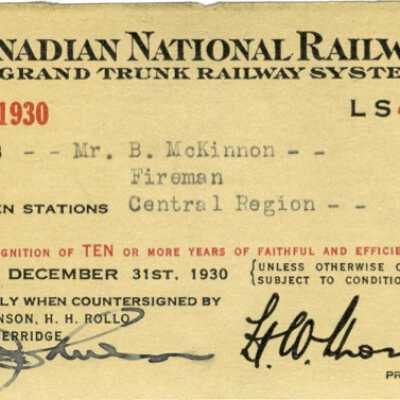 ANADIAN NATIONAL RAILW
GRAND TRUNK RAILWAY SYSTE
1930 LS
- - Mr. B. McKinnon - -
Fireman
EN STATIONS Central Region - -
GNITION OF TEN OR MORE YEARS OF FAITHFUL AND EFFICIE
DECEMBER 31ST, 1930 {UNLESS OTHERWISE O
SUBJECT TO CONDITIO
LY WHEN COUNTERSIGNED BY
NSON, H. H. ROLLO
ERRIDGE
H.W. Thor
PR